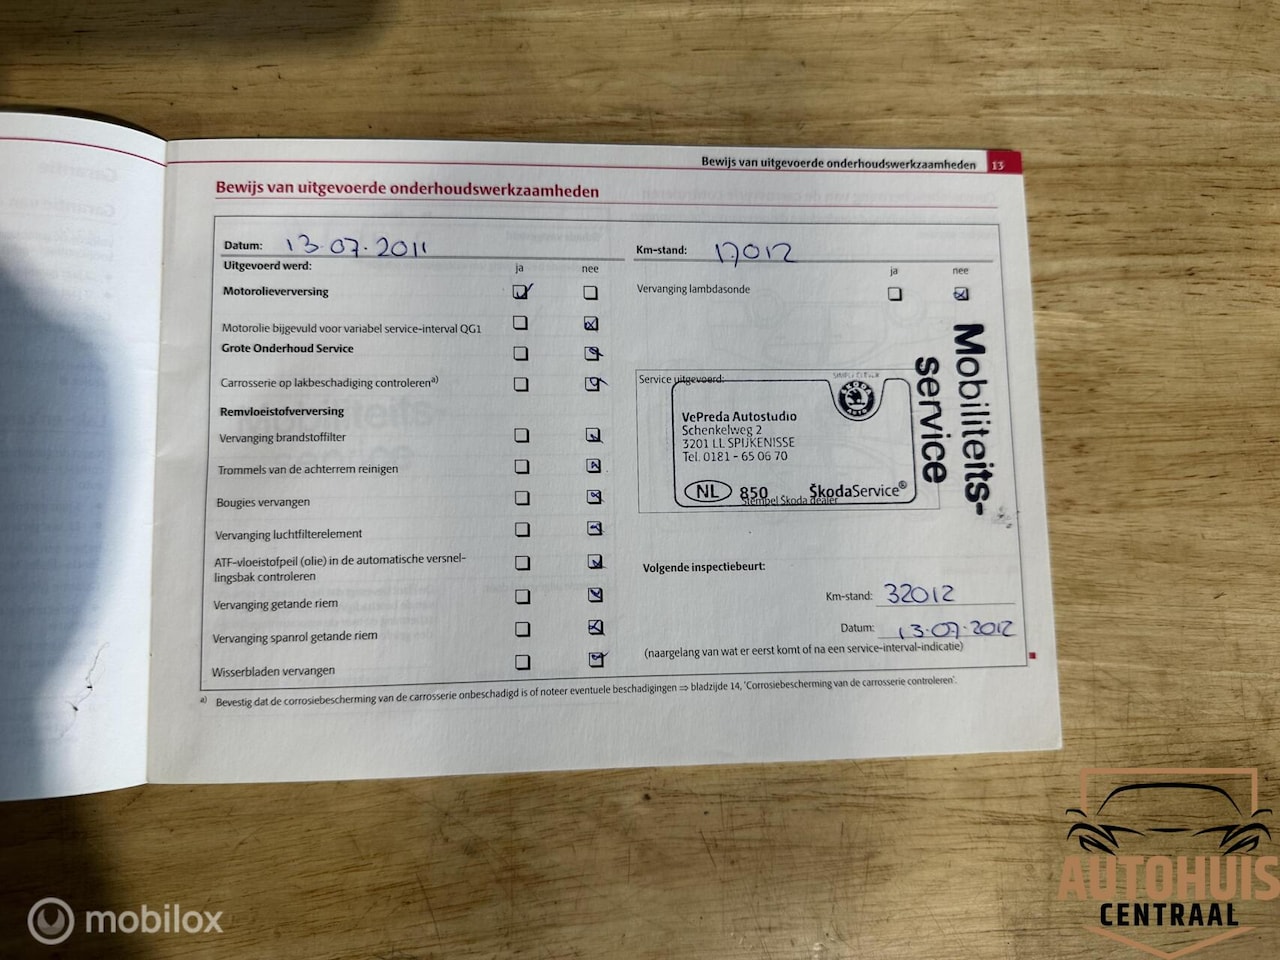 Bewijs van uitgevoerde onderhoudswerkzaamheden 13
Bewijs van uitgevoerde onderhoudswerkzaamheden
Datum: 13-07-2011
Uitgevoerd werd: ja nee
Motorolieverversing
Motorolie bijgevuld voor variabel service-interval QG1
Grote Onderhoud Service
Carrosserie op lakbeschadiging controleren a)
Remvloeistofverversing
Vervanging brandstoffilter
Trommels van de achterrem reinigen
Bougies vervangen
Vervanging luchtfilterelement
ATF-vloeistofpeil (olie) in de automatische versnel-
lingsbak controleren
Vervanging getande riem
Vervanging spanrol getande riem
Wisserbladen vervangen
Km-stand: 17012
ja nee
Vervanging lambdasonde
Mobiliteits-
service
Service uitgevoerd:
SIMPLY CLEVER
ŠKODA
AUTO
VePreda Autostudio
Schenkelweg 2
3201 LL SPIJKENISSE
Tel. 0181 - 65 06 70
NL 850 ŠkodaService®
Stempel Škoda dealer
Volgende inspectiebeurt:
Km-stand: 32012
Datum: 13-07-2012
(naargelang van wat er eerst komt of na een service-interval-indicatie)
a) Bevestig dat de corrosiebescherming van de carrosserie onbeschadigd is of noteer eventuele beschadigingen ⇒ bladzijde 14, 'Corrosiebescherming van de carrosserie controleren'.
mobilox
AUTOHUIS
CENTRAAL